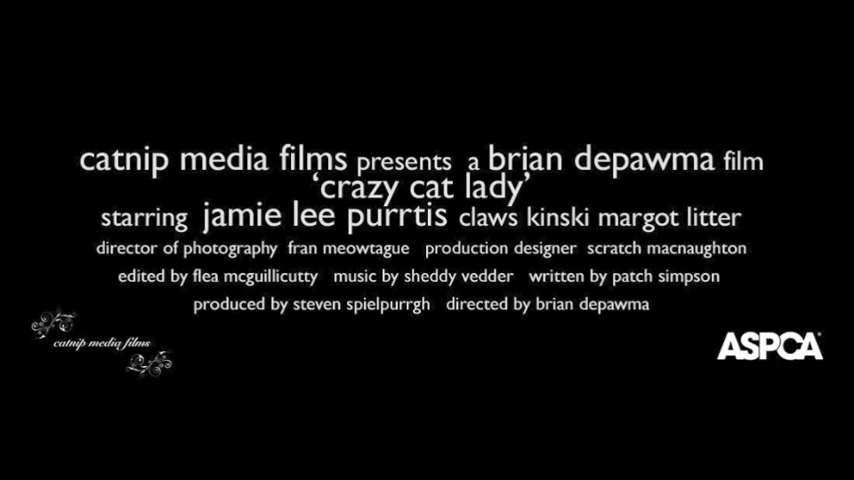 catnip media films presents a brian depawma film
'crazy cat lady'
starring jamie lee purrtis claws kinski margot litter
director of photography fran meowtague production designer scratch macnaughton
edited by flea mcguillicutty music by sheddy vedder written by patch simpson
produced by steven spielpurrgh directed by brian depawma
catnip media films
ASPCA®